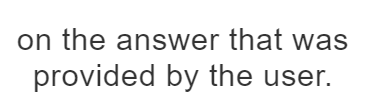 on the answer that was
provided by the user.